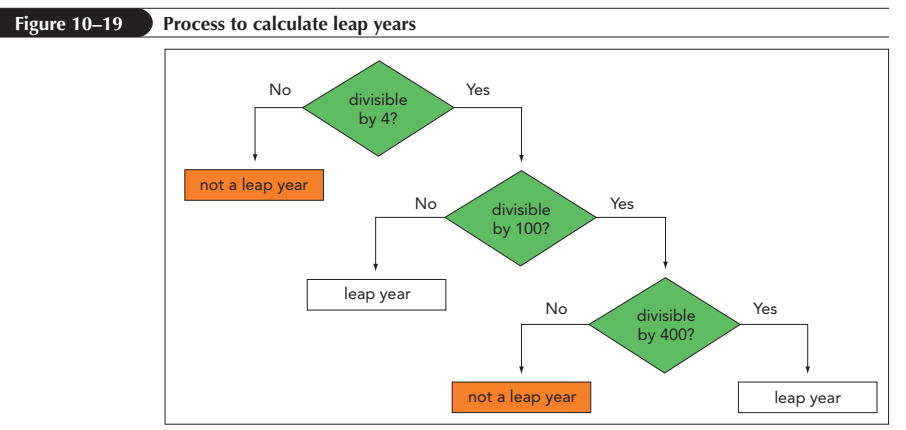 Figure 10–19 Process to calculate leap years
No
divisible
by 4?
Yes
not a leap year
No
divisible
by 100?
Yes
leap year
No
divisible
by 400?
Yes
not a leap year
leap year